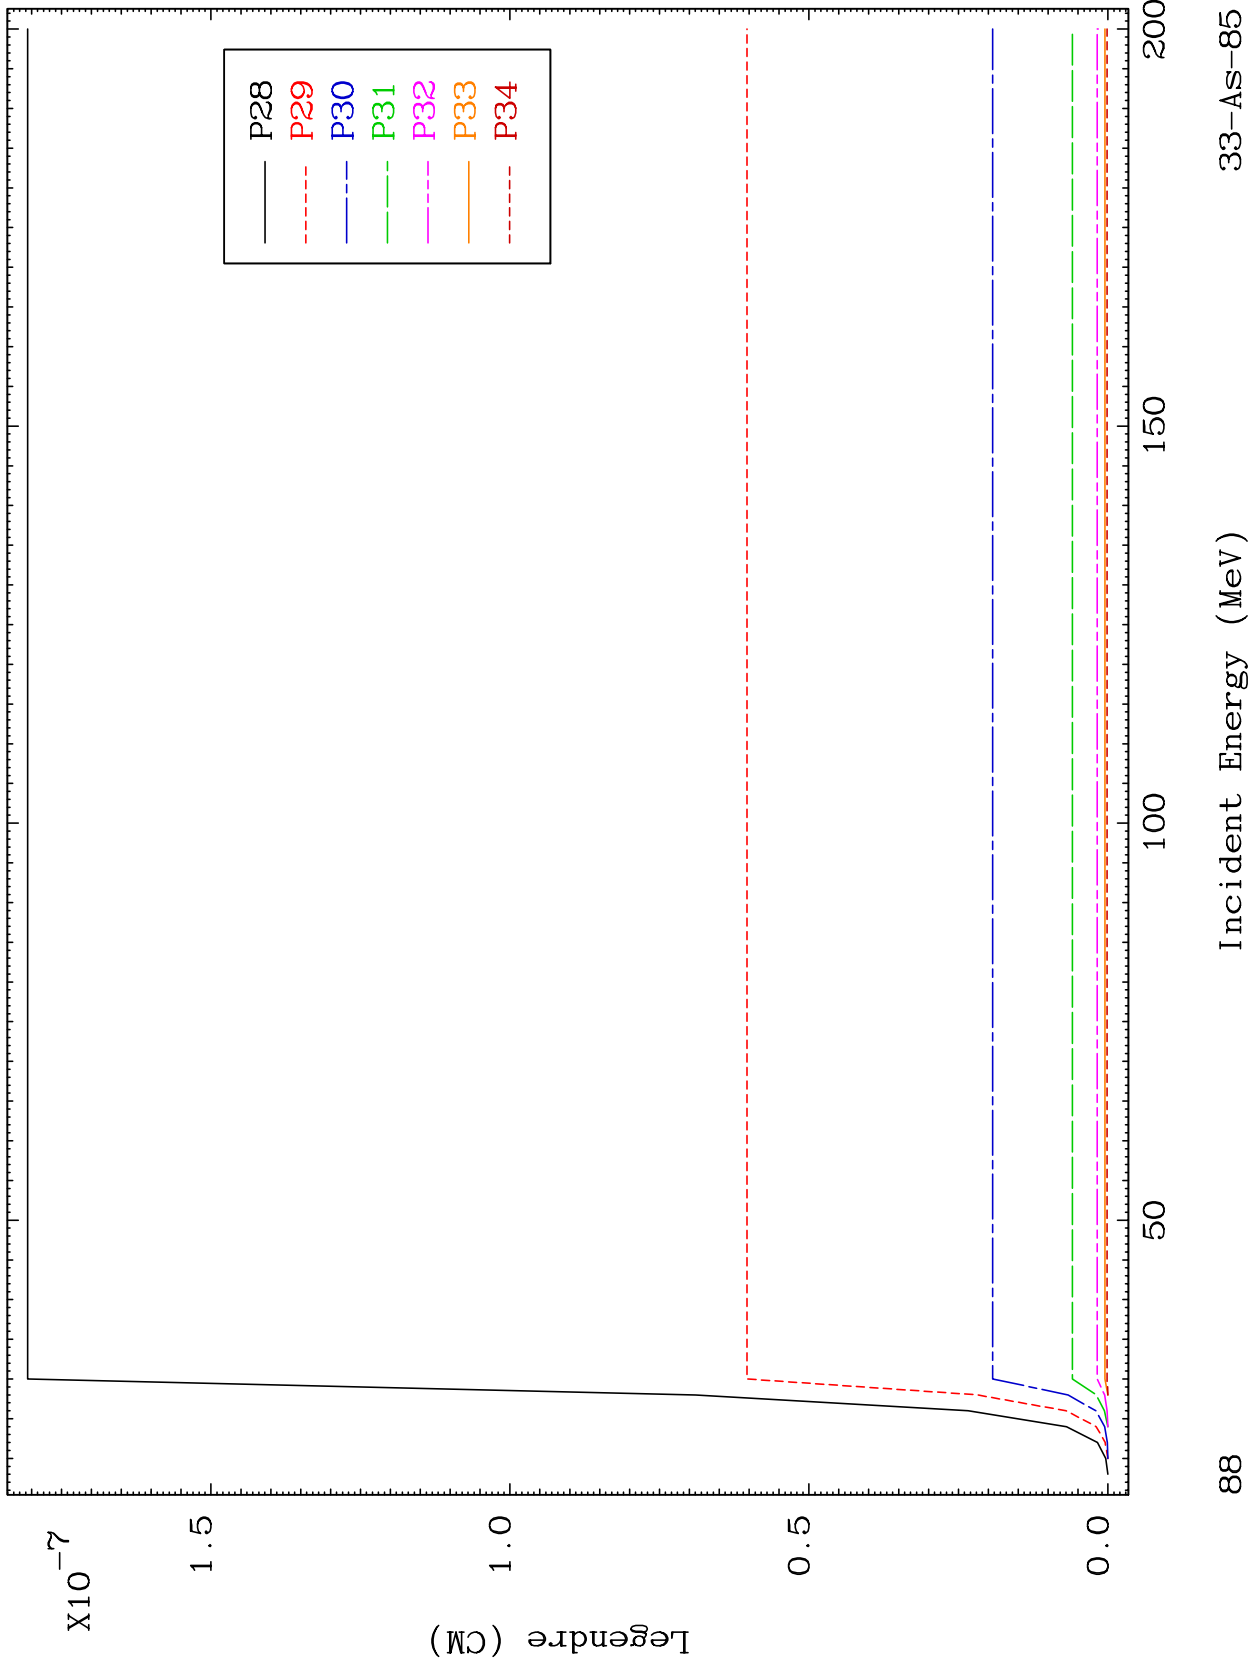 X10-7
1.5
1.0
0.5
0.0
Legendre (CM)
P28
P29
P30
P31
P32
P33
P34
50
100
150
200
Incident Energy (MeV)
88
33-As-85